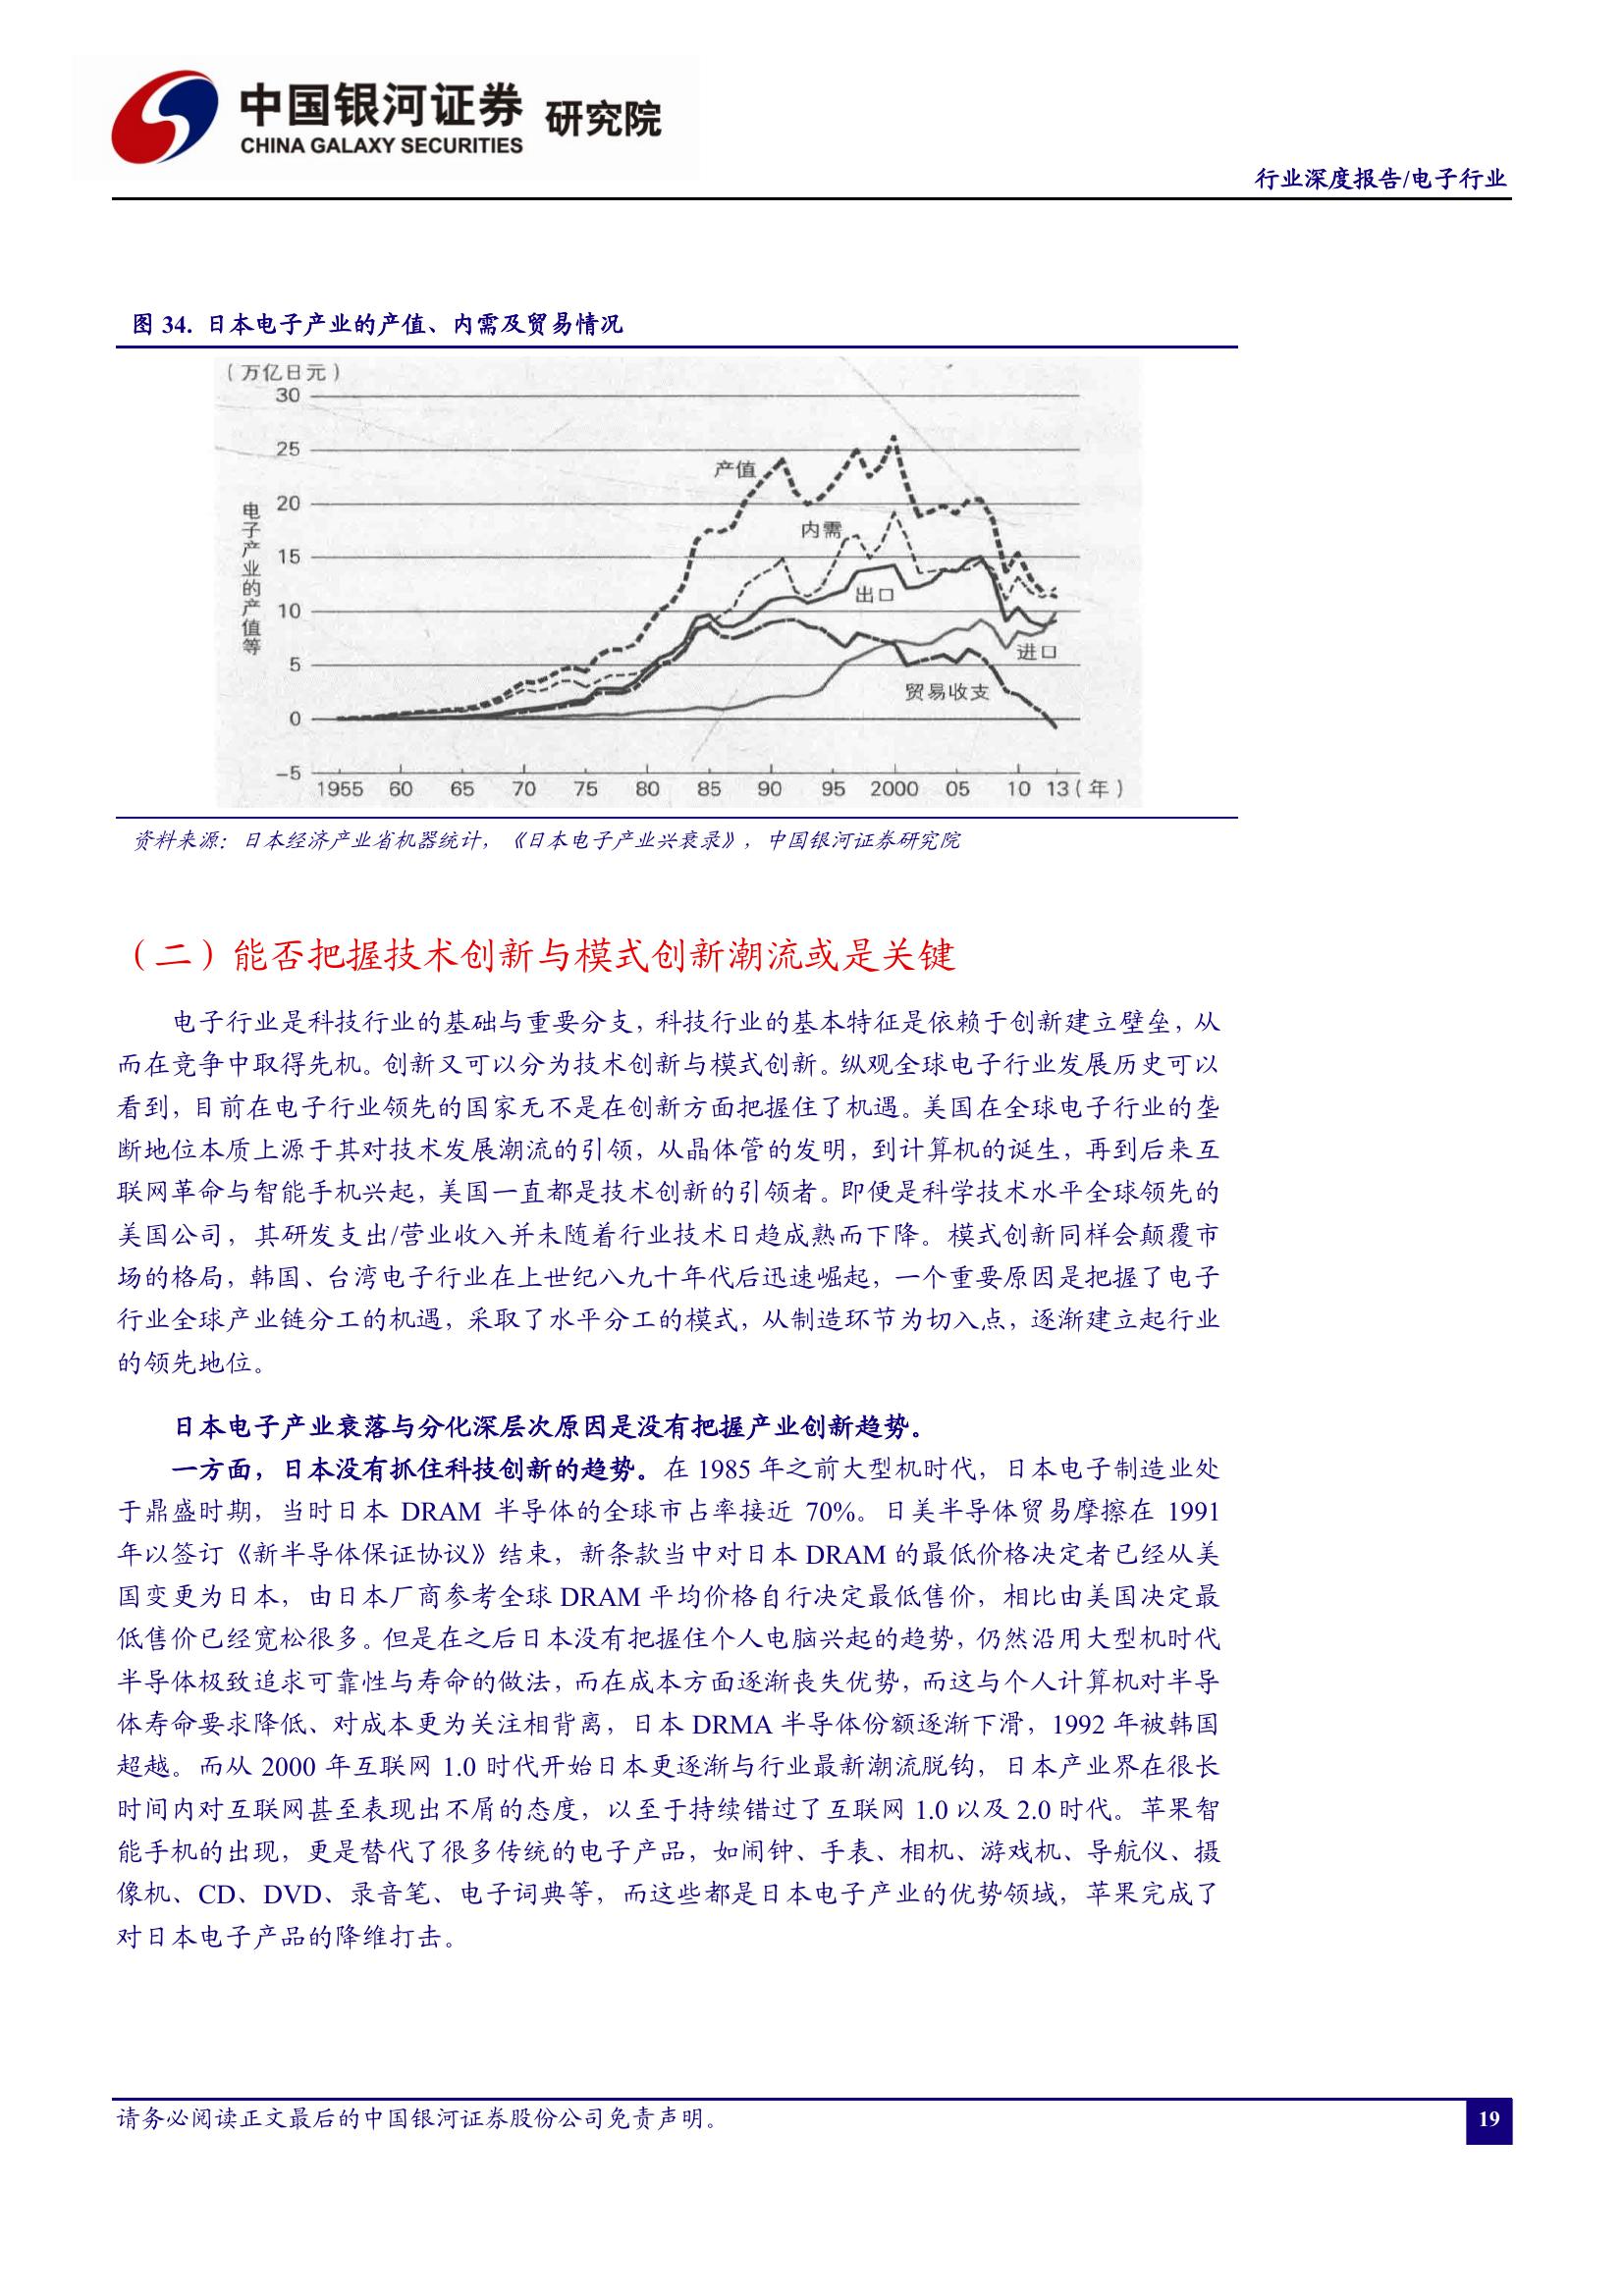 中国银河证券 研究院
CHINA GALAXY SECURITIES
行业深度报告/电子行业
图 34. 日本电子产业的产值、内需及贸易情况
（万亿日元）
30
25
20
15
10
5
0
-5
电子产业的产值等
产值
内需
出口
进口
贸易收支
1955 60 65 70 75 80 85 90 95 2000 05 10 13（年）
资料来源：日本经济产业省机器统计，《日本电子产业兴衰录》，中国银河证券研究院
（二）能否把握技术创新与模式创新潮流或是关键
电子行业是科技行业的基础与重要分支，科技行业的基本特征是依赖于创新建立壁垒，从
而在竞争中取得先机。创新又可以分为技术创新与模式创新。纵观全球电子行业发展历史可以
看到，目前在电子行业领先的国家无不是在创新方面把握住了机遇。美国在全球电子行业的垄
断地位本质上源于其对技术发展潮流的引领，从晶体管的发明，到计算机的诞生，再到后来互
联网革命与智能手机兴起，美国一直都是技术创新的引领者。即便是科学技术水平全球领先的
美国公司，其研发支出/营业收入并未随着行业技术日趋成熟而下降。模式创新同样会颠覆市
场的格局，韩国、台湾电子行业在上世纪八九十年代后迅速崛起，一个重要原因是把握了电子
行业全球产业链分工的机遇，采取了水平分工的模式，从制造环节为切入点，逐渐建立起行业
的领先地位。
日本电子产业衰落与分化深层次原因是没有把握产业创新趋势。
一方面，日本没有抓住科技创新的趋势。在 1985 年之前大型机时代，日本电子制造业处
于鼎盛时期，当时日本 DRAM 半导体的全球市占率接近 70%。日美半导体贸易摩擦在 1991
年以签订《新半导体保证协议》结束，新条款当中对日本 DRAM 的最低价格决定者已经从美
国变更为日本，由日本厂商参考全球 DRAM 平均价格自行决定最低售价，相比由美国决定最
低售价已经宽松很多。但是在之后日本没有把握住个人电脑兴起的趋势，仍然沿用大型机时代
半导体极致追求可靠性与寿命的做法，而在成本方面逐渐丧失优势，而这与个人计算机对半导
体寿命要求降低、对成本更为关注相背离，日本 DRMA 半导体份额逐渐下滑，1992 年被韩国
超越。而从 2000 年互联网 1.0 时代开始日本更逐渐与行业最新潮流脱钩，日本产业界在很长
时间内对互联网甚至表现出不屑的态度，以至于持续错过了互联网 1.0 以及 2.0 时代。苹果智
能手机的出现，更是替代了很多传统的电子产品，如闹钟、手表、相机、游戏机、导航仪、摄
像机、CD、DVD、录音笔、电子词典等，而这些都是日本电子产业的优势领域，苹果完成了
对日本电子产品的降维打击。
请务必阅读正文最后的中国银河证券股份公司免责声明。
19